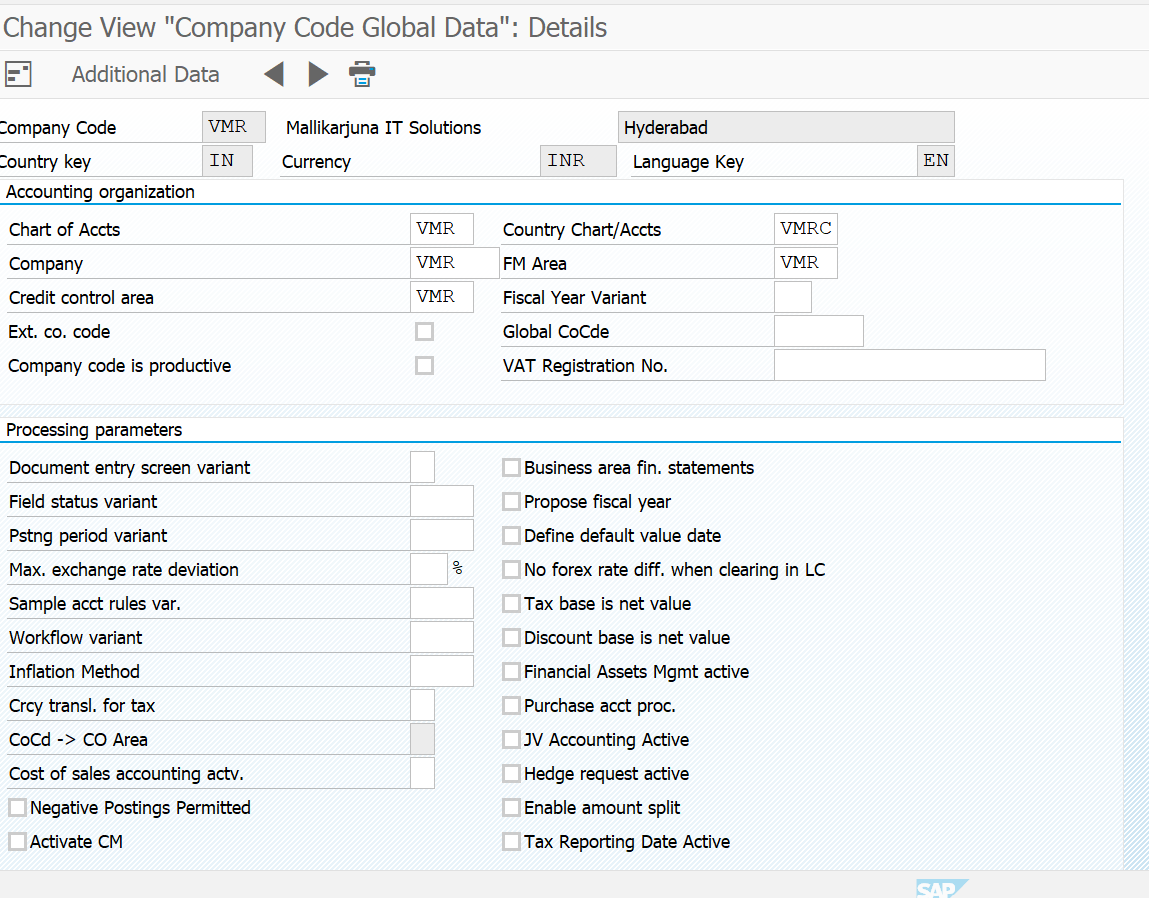 Change View "Company Code Global Data": Details
Additional Data
Company Code VMR Mallikarjuna IT Solutions Hyderabad
Country key IN Currency INR Language Key EN
Accounting organization
Chart of Accts VMR Country Chart/Accts VMRC
Company VMR FM Area VMR
Credit control area VMR Fiscal Year Variant
Ext. co. code Global CoCde
Company code is productive VAT Registration No.
Processing parameters
Document entry screen variant Business area fin. statements
Field status variant Propose fiscal year
Pstng period variant Define default value date
Max. exchange rate deviation % No forex rate diff. when clearing in LC
Sample acct rules var. Tax base is net value
Workflow variant Discount base is net value
Inflation Method Financial Assets Mgmt active
Crcy transl. for tax Purchase acct proc.
CoCd -> CO Area JV Accounting Active
Cost of sales accounting actv. Hedge request active
Negative Postings Permitted Enable amount split
Activate CM Tax Reporting Date Active
SAP